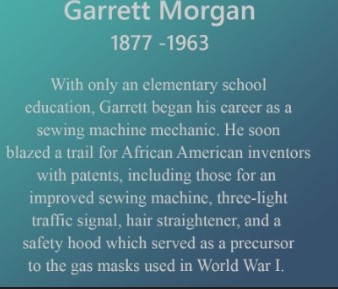 Garrett Morgan
1877 -1963
With only an elementary school
education, Garrett began his career as a
sewing machine mechanic. He soon
blazed a trail for African American inventors
with patents, including those for an
improved sewing machine, three-light
traffic signal, hair straightener, and a
safety hood which served as a precursor
to the gas masks used in World War I.